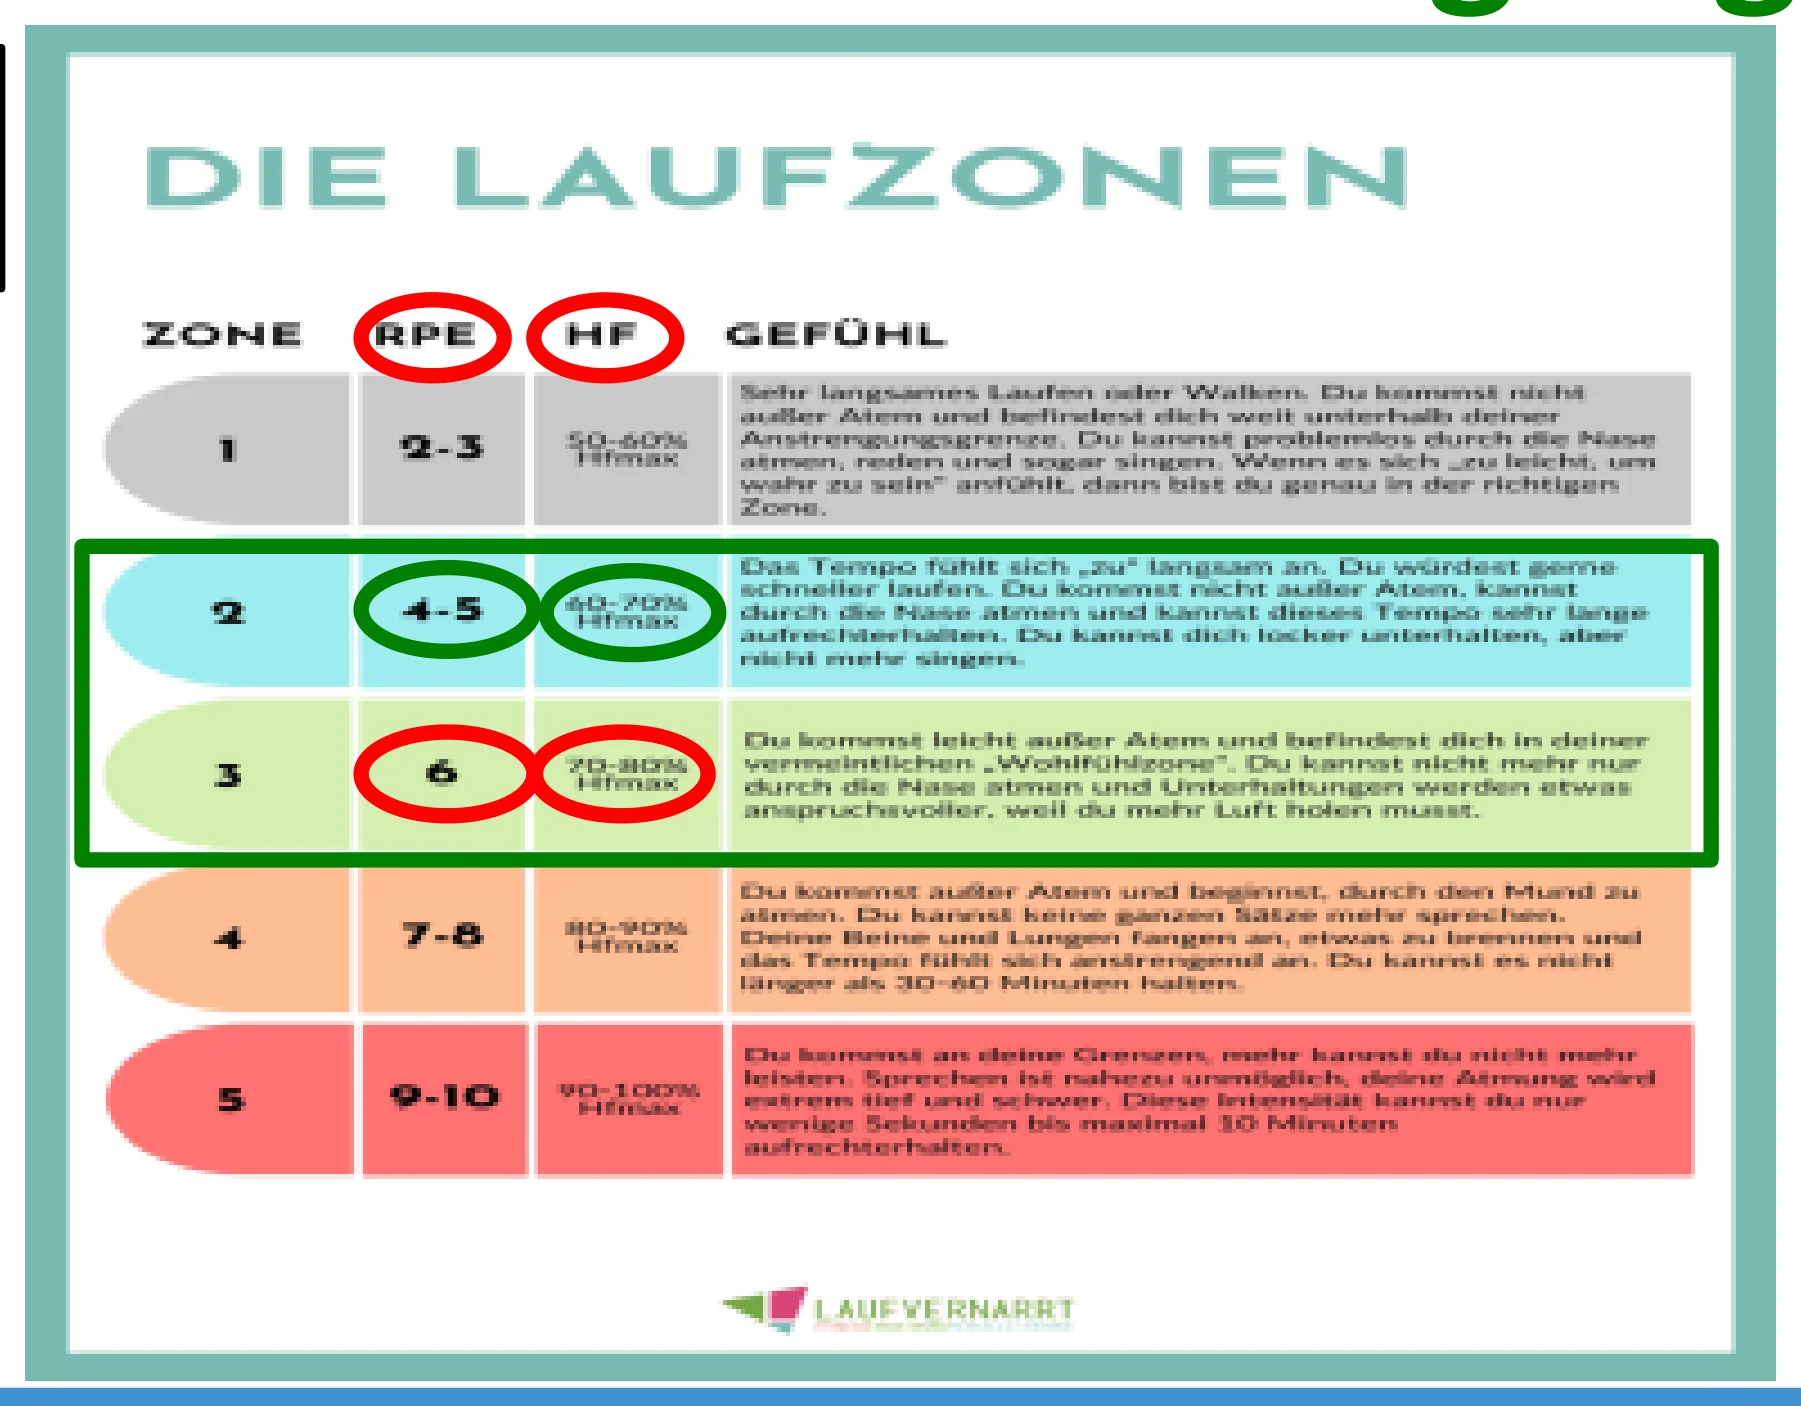 DIE LAUFZONEN
ZONE RPE HF GEFÜHL
1 2-3 50-60% Hfmax
Sehr langsames Laufen oder Walken. Du kommst nicht
außer Atem und befindest dich weit unterhalb deiner
Anstrengungsgrenze. Du kannst problemlos durch die Nase
atmen, reden und sogar singen. Wenn es sich „zu leicht, um
wahr zu sein" anfühlt, dann bist du genau in der richtigen
Zone.
2 4-5 60-70% Hfmax
Das Tempo fühlt sich „zu" langsam an. Du würdest gerne
schneller laufen. Du kommst nicht außer Atem, kannst
durch die Nase atmen und kannst dieses Tempo sehr lange
aufrechterhalten. Du kannst dich locker unterhalten, aber
nicht mehr singen.
3 6 70-80% Hfmax
Du kommst leicht außer Atem und befindest dich in deiner
vermeintlichen „Wohlfühlzone". Du kannst nicht mehr nur
durch die Nase atmen und Unterhaltungen werden etwas
anspruchsvoller, weil du mehr Luft holen musst.
4 7-8 80-90% Hfmax
Du kommst außer Atem und beginnst, durch den Mund zu
atmen. Du kannst keine ganzen Sätze mehr sprechen.
Deine Beine und Lungen fangen an, etwas zu brennen und
das Tempo fühlt sich anstrengend an. Du kannst es nicht
länger als 30-60 Minuten halten.
5 9-10 90-100% Hfmax
Du kommst an deine Grenzen, mehr kannst du nicht mehr
leisten. Sprechen ist nahezu unmöglich, deine Atmung wird
extrem tief und schwer. Diese Intensität kannst du nur
wenige Sekunden bis maximal 10 Minuten
aufrechterhalten.
LAUFVERNARRT